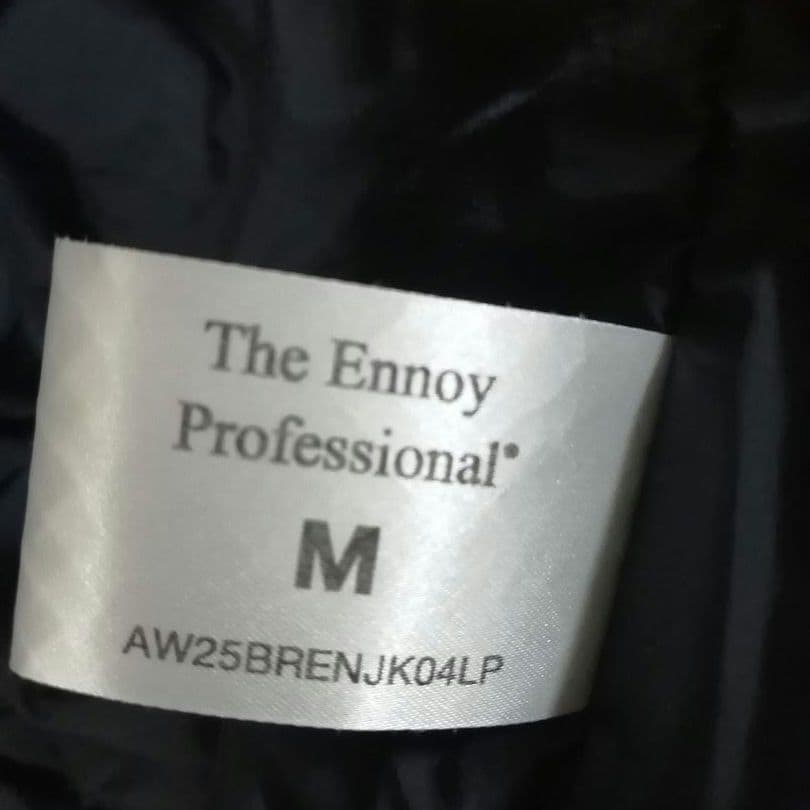 The Ennoy
Professional®
M
AW25BRENJK04LP